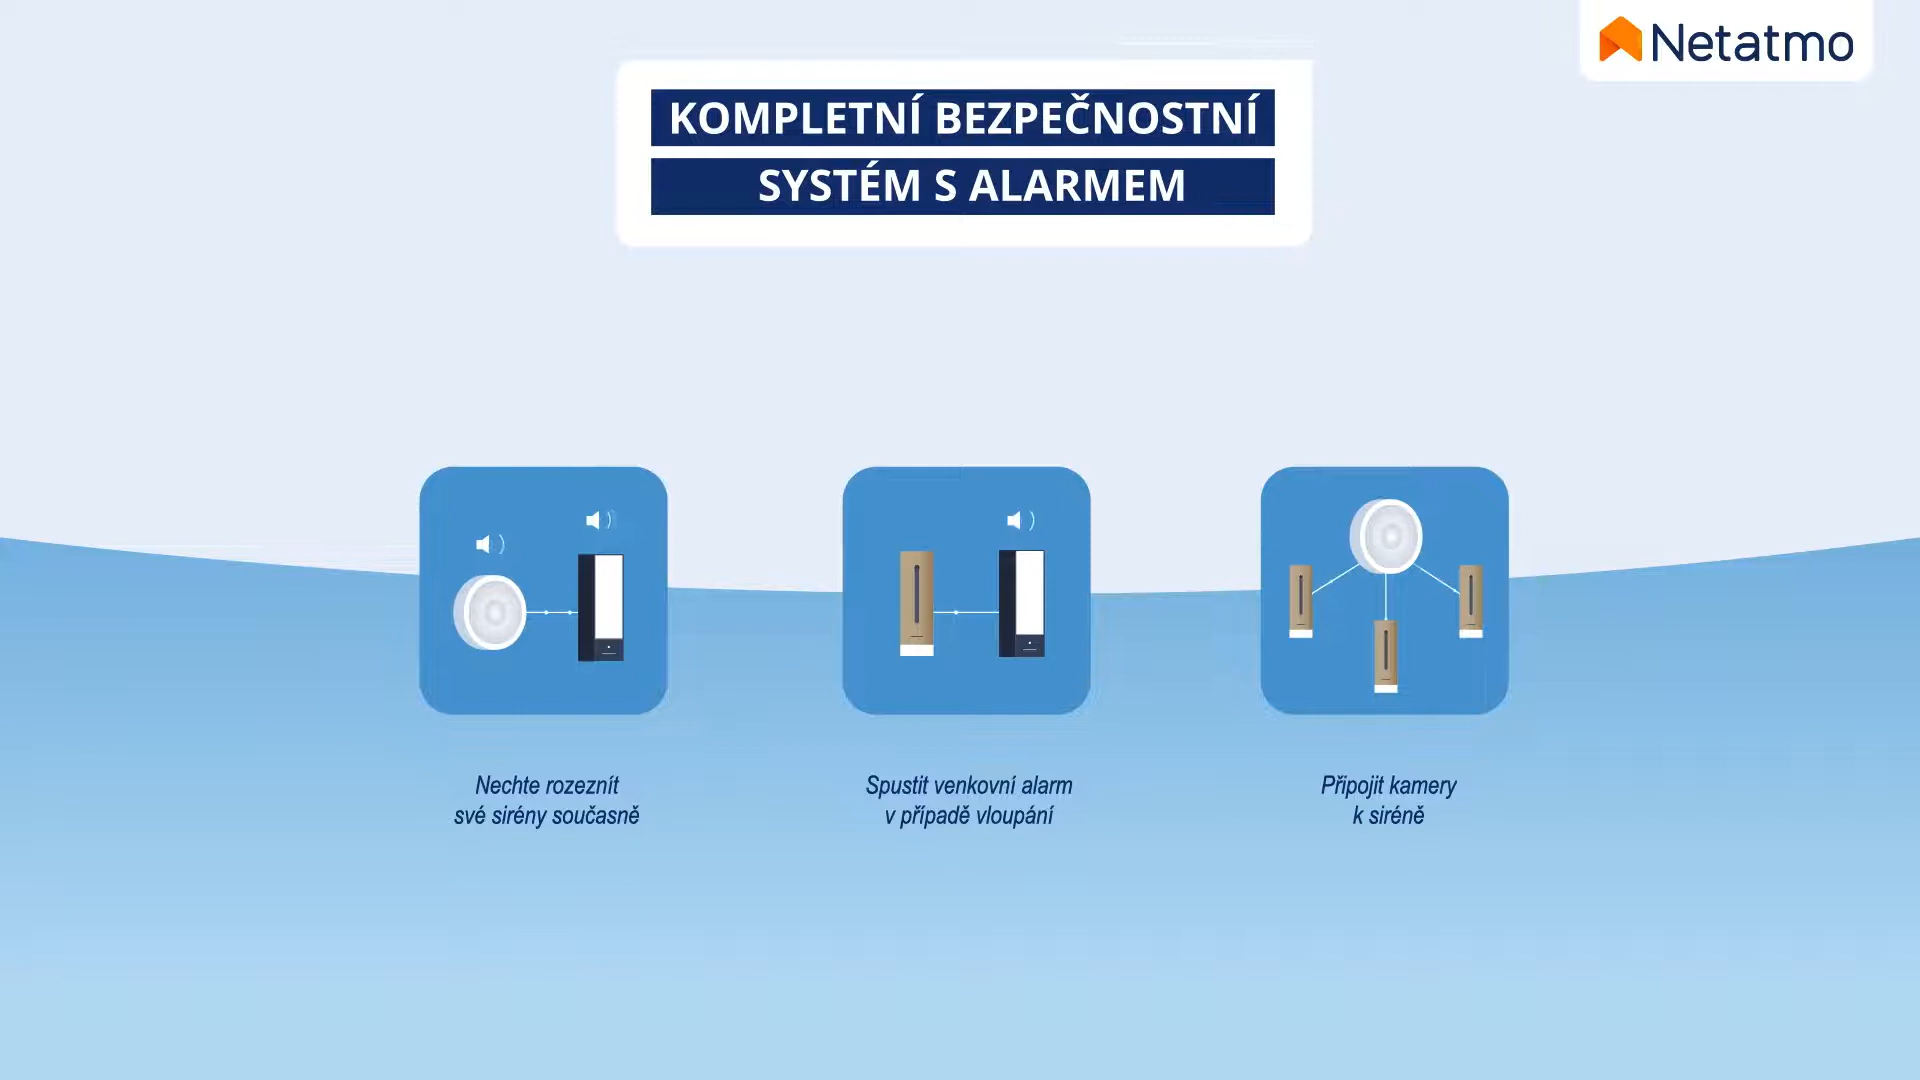 Netatmo
KOMPLETNÍ BEZPEČNOSTNÍ
SYSTÉM S ALARMEM
Nechte rozeznít
své sirény současně
Spustit venkovní alarm
v případě vloupání
Připojit kamery
k siréně